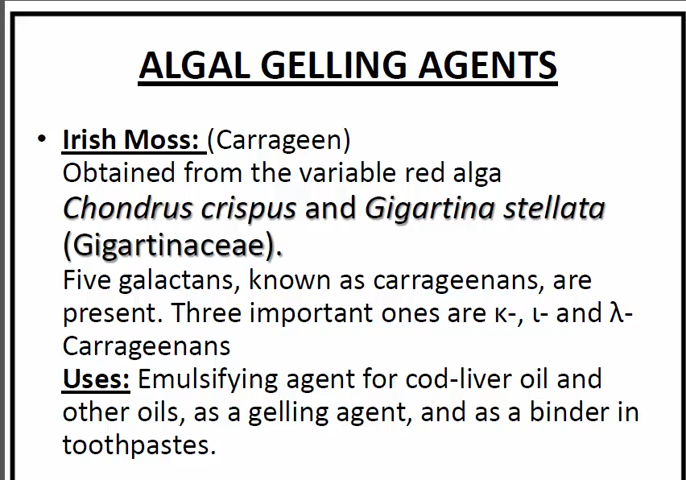 ALGAL GELLING AGENTS
• Irish Moss: (Carrageen)
Obtained from the variable red alga
Chondrus crispus and Gigartina stellata
(Gigartinaceae).
Five galactans, known as carrageenans, are
present. Three important ones are κ-, ι- and λ-
Carrageenans
Uses: Emulsifying agent for cod-liver oil and
other oils, as a gelling agent, and as a binder in
toothpastes.